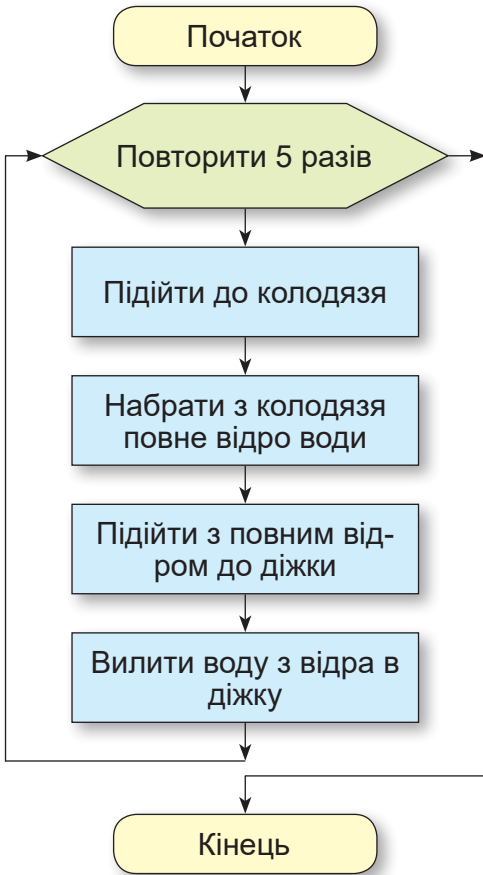 Початок
Повторити 5 разів
Підійти до колодязя
Набрати з колодязя
повне відро води
Підійти з повним від-
ром до діжки
Вилити воду з відра в
діжку
Кінець